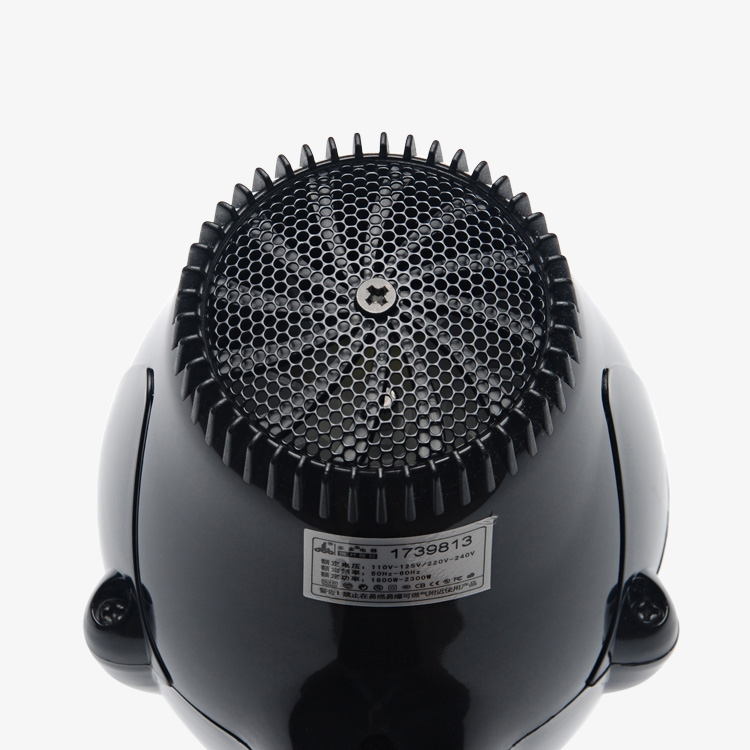 1739813
额定电压：110V-125V/220V-240V
额定频率：50Hz-60Hz
额定功率：1800W-2300W
CB CE
警告：禁止在易燃易爆可燃气附近使用产品